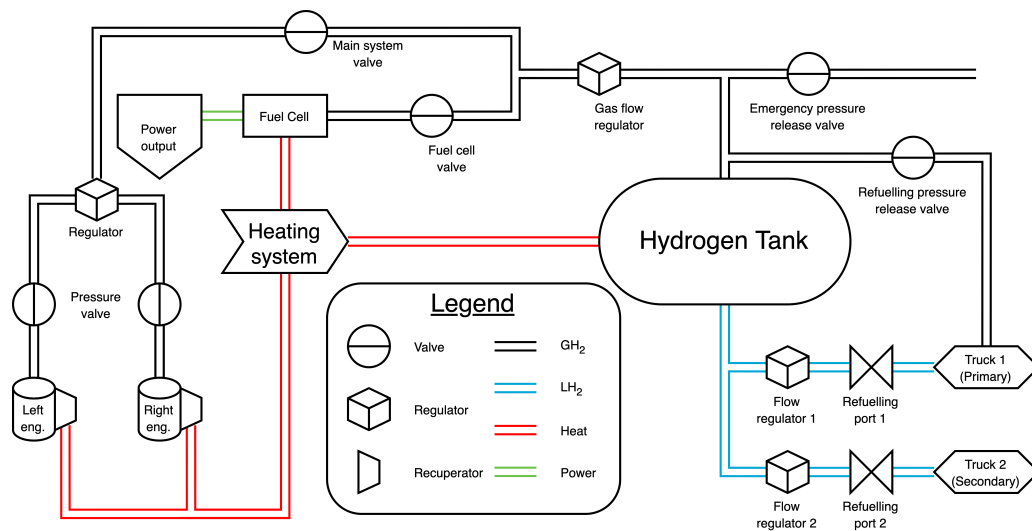 Main system
valve
Gas flow
regulator
Emergency pressure
release valve
Power
output
Fuel Cell
Fuel cell
valve
Refuelling pressure
release valve
Regulator
Heating
system
Hydrogen Tank
Pressure
valve
Legend
Valve
GH₂
LH₂
Regulator
Heat
Recuperator
Power
Left
eng.
Right
eng.
Flow
regulator 1
Refuelling
port 1
Truck 1
(Primary)
Flow
regulator 2
Refuelling
port 2
Truck 2
(Secondary)